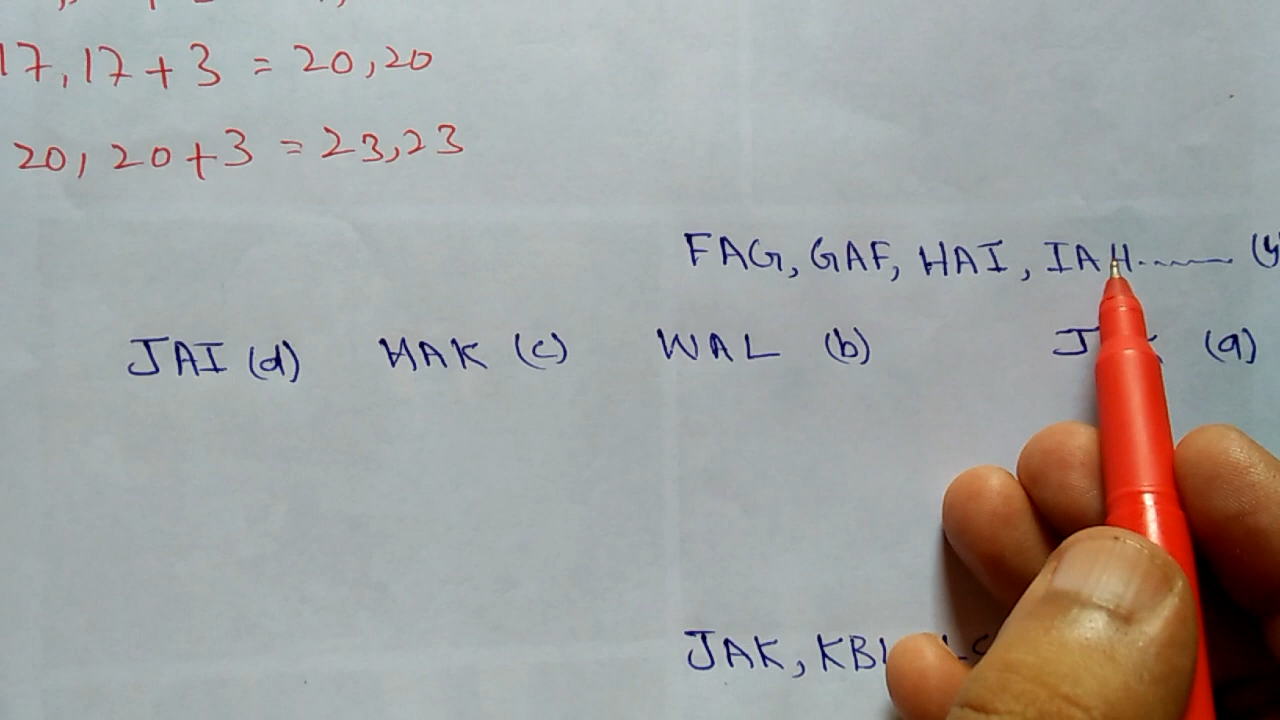 17, 17 + 3 = 20, 20
20, 20 + 3 = 23, 23
FAG, GAF, HAI, IAH........
JAI (d) HAK (c) WAL (b) (a)
JAK,